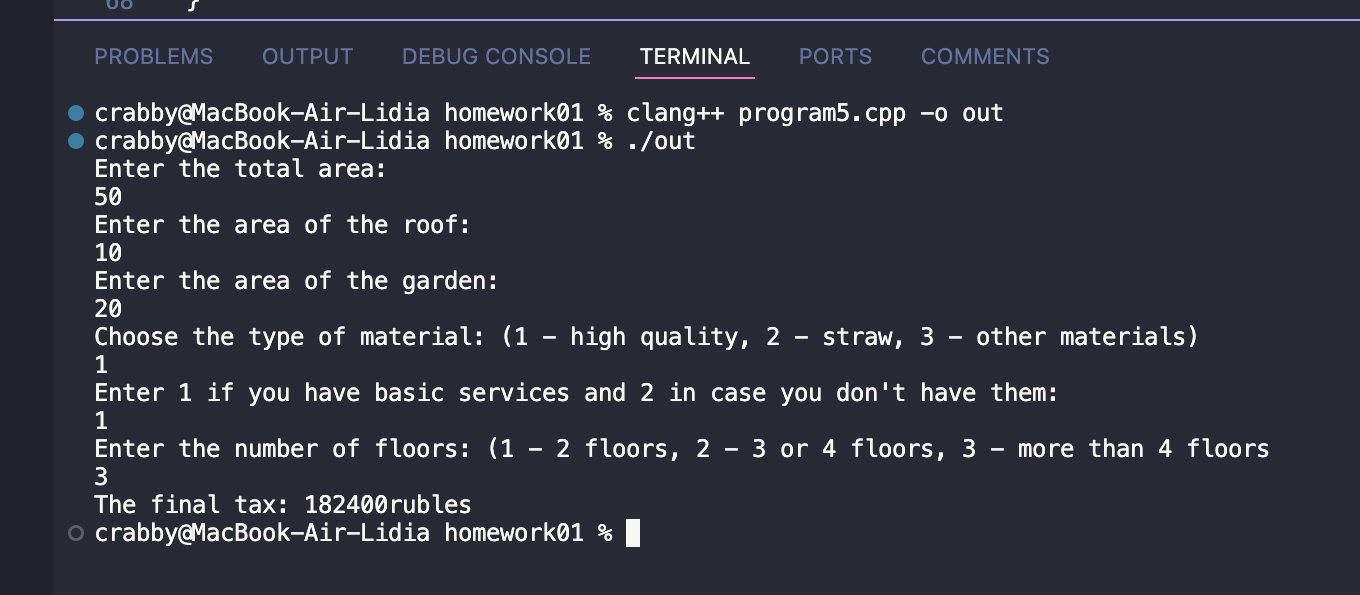 68 }
PROBLEMS OUTPUT DEBUG CONSOLE TERMINAL PORTS COMMENTS
crabby@MacBook-Air-Lidia homework01 % clang++ program5.cpp -o out
crabby@MacBook-Air-Lidia homework01 % ./out
Enter the total area:
50
Enter the area of the roof:
10
Enter the area of the garden:
20
Choose the type of material: (1 - high quality, 2 - straw, 3 - other materials)
1
Enter 1 if you have basic services and 2 in case you don't have them:
1
Enter the number of floors: (1 - 2 floors, 2 - 3 or 4 floors, 3 - more than 4 floors
3
The final tax: 182400rubles
crabby@MacBook-Air-Lidia homework01 %